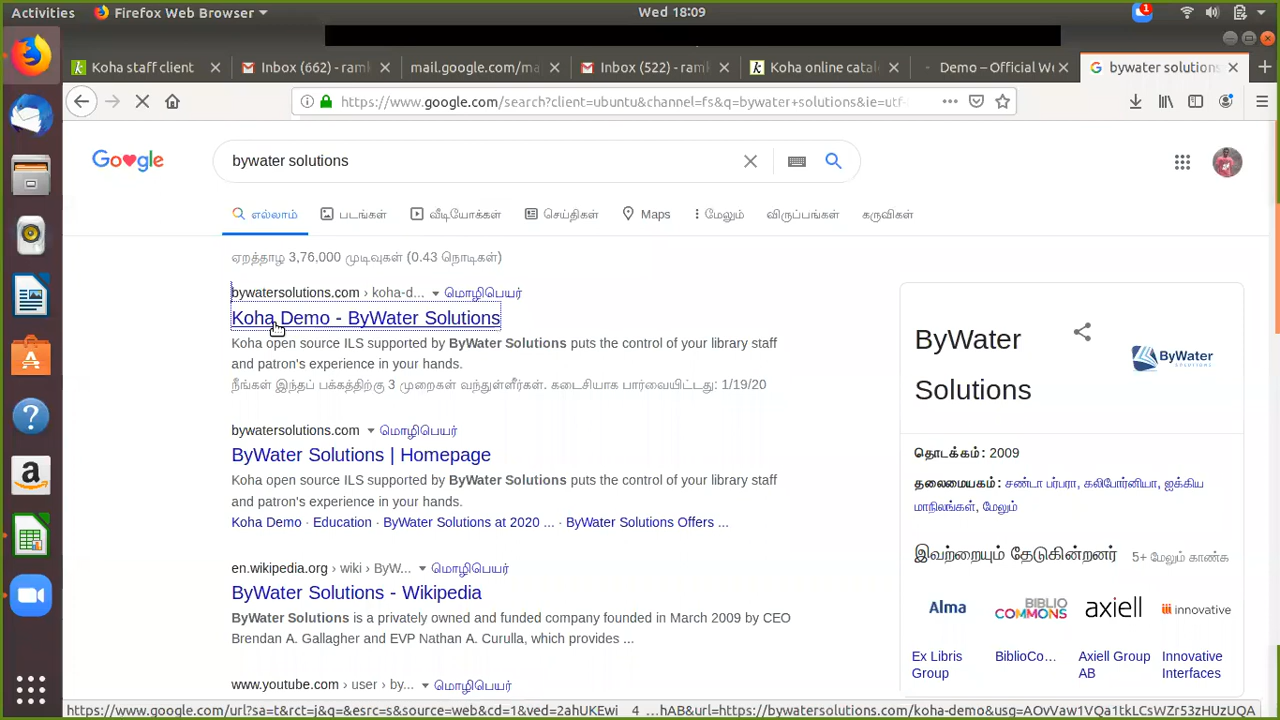 Activities Firefox Web Browser Wed 18:09 1
Koha staff client Inbox (662) - raml mail.google.com/ma Inbox (522) - raml Koha online catal Demo – Official W bywater solutions
https://www.google.com/search?client=ubuntu&channel=fs&q=bywater+solutions&ie=utf-
Google bywater solutions
எல்லாம் படங்கள் வீடியோக்கள் செய்திகள் Maps மேலும் விருப்பங்கள் கருவிகள்
ஏறத்தாழ 3,76,000 முடிவுகள் (0.43 நொடிகள்)
bywatersolutions.com › koha-d... மொழிபெயர்
Koha Demo - ByWater Solutions
Koha open source ILS supported by ByWater Solutions puts the control of your library staff
and patron's experience in your hands.
நீங்கள் இந்தப் பக்கத்திற்கு 3 முறைகள் வந்துள்ளீர்கள். கடைசியாக பார்வையிட்டது: 1/19/20
bywatersolutions.com மொழிபெயர்
ByWater Solutions | Homepage
Koha open source ILS supported by ByWater Solutions puts the control of your library staff
and patron's experience in your hands.
Koha Demo · Education · ByWater Solutions at 2020 ... · ByWater Solutions Offers ...
en.wikipedia.org › wiki › ByW... மொழிபெயர்
ByWater Solutions - Wikipedia
ByWater Solutions is a privately owned and funded company founded in March 2009 by CEO
Brendan A. Gallagher and EVP Nathan A. Curulla, which provides ...
www.youtube.com › user › by... மொழிபெயர்
ByWater
Solutions
ByWater
SOLUTIONS
தொடக்கம்: 2009
தலைமையகம்: சண்டா பர்பரா, கலிபோர்னியா, ஐக்கிய
மாநிலங்கள், மேலும்
இவற்றையும் தேடுகின்றனர் 5+ மேலும் காண்க
Alma BIBLIO COMMONS axiell innovative
Ex Libris Group
BiblioCo...
Axiell Group AB
Innovative Interfaces
https://www.google.com/url?sa=t&rct=j&q=&esrc=s&source=web&cd=1&ved=2ahUKEwi 4 ...hAB&url=https://bywatersolutions.com/koha-demo&usg=AOvVaw1VQa1tkLCsWZr53zHUzUQA